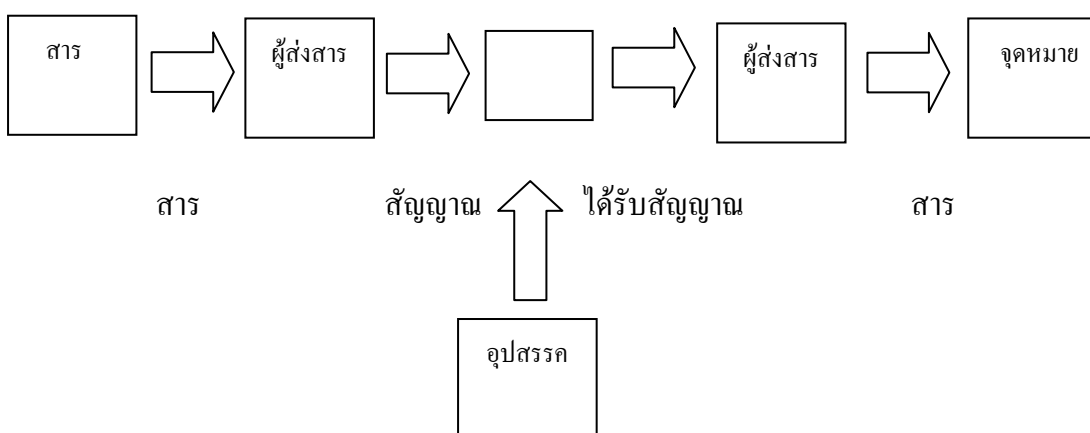 สาร
ผู้ส่งสาร
ผู้ส่งสาร
จุดหมาย
สาร
สัญญาณ
ได้รับสัญญาณ
สาร
อุปสรรค